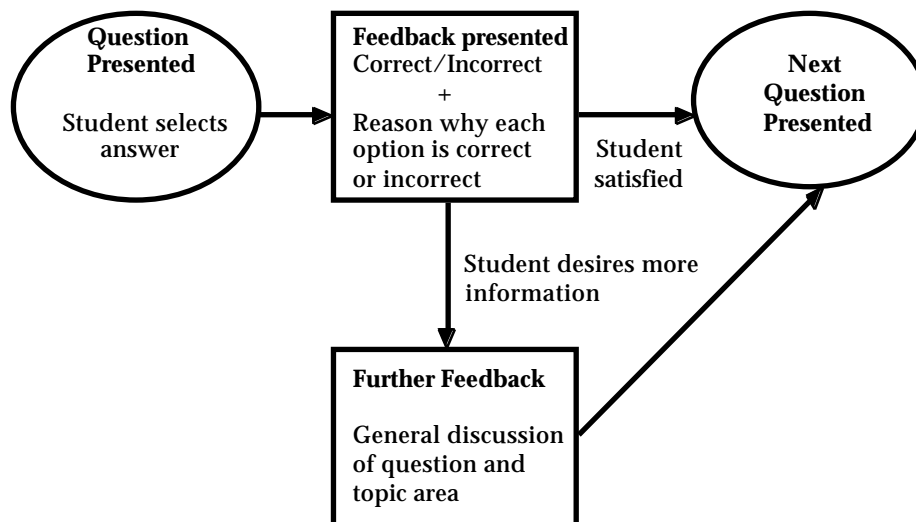 Question
Presented
Student selects
answer
Feedback presented
Correct/Incorrect
+
Reason why each
option is correct
or incorrect
Student
satisfied
Next
Question
Presented
Student desires more
information
Further Feedback
General discussion
of question and
topic area